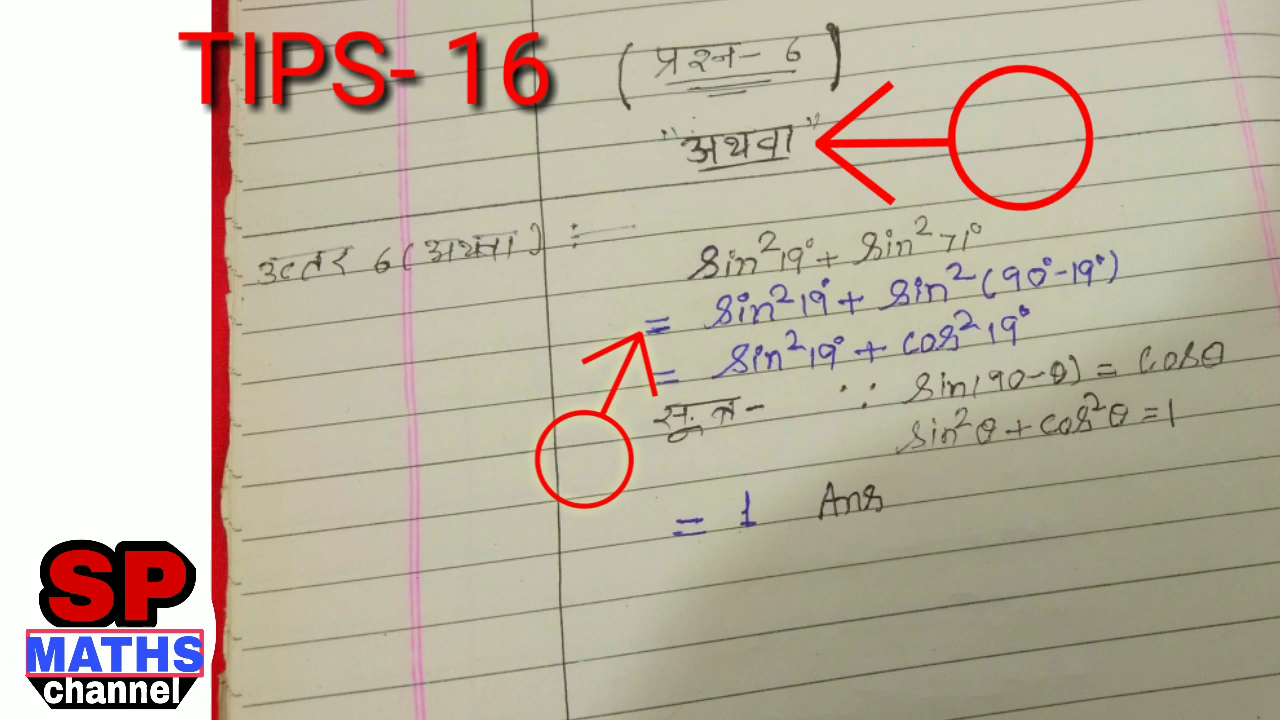 TIPS- 16
( प्रश्न - 6 )
"अथवा"
उत्तर 6 (अथवा) :-
sin²19° + sin²71°
= sin²19° + sin²(90°-19°)
= sin²19° + cos²19°
सूत्र - ∵ sin(90-θ) = cosθ
sin²θ + cos²θ = 1
= 1 Ans
SP
MATHS
channel